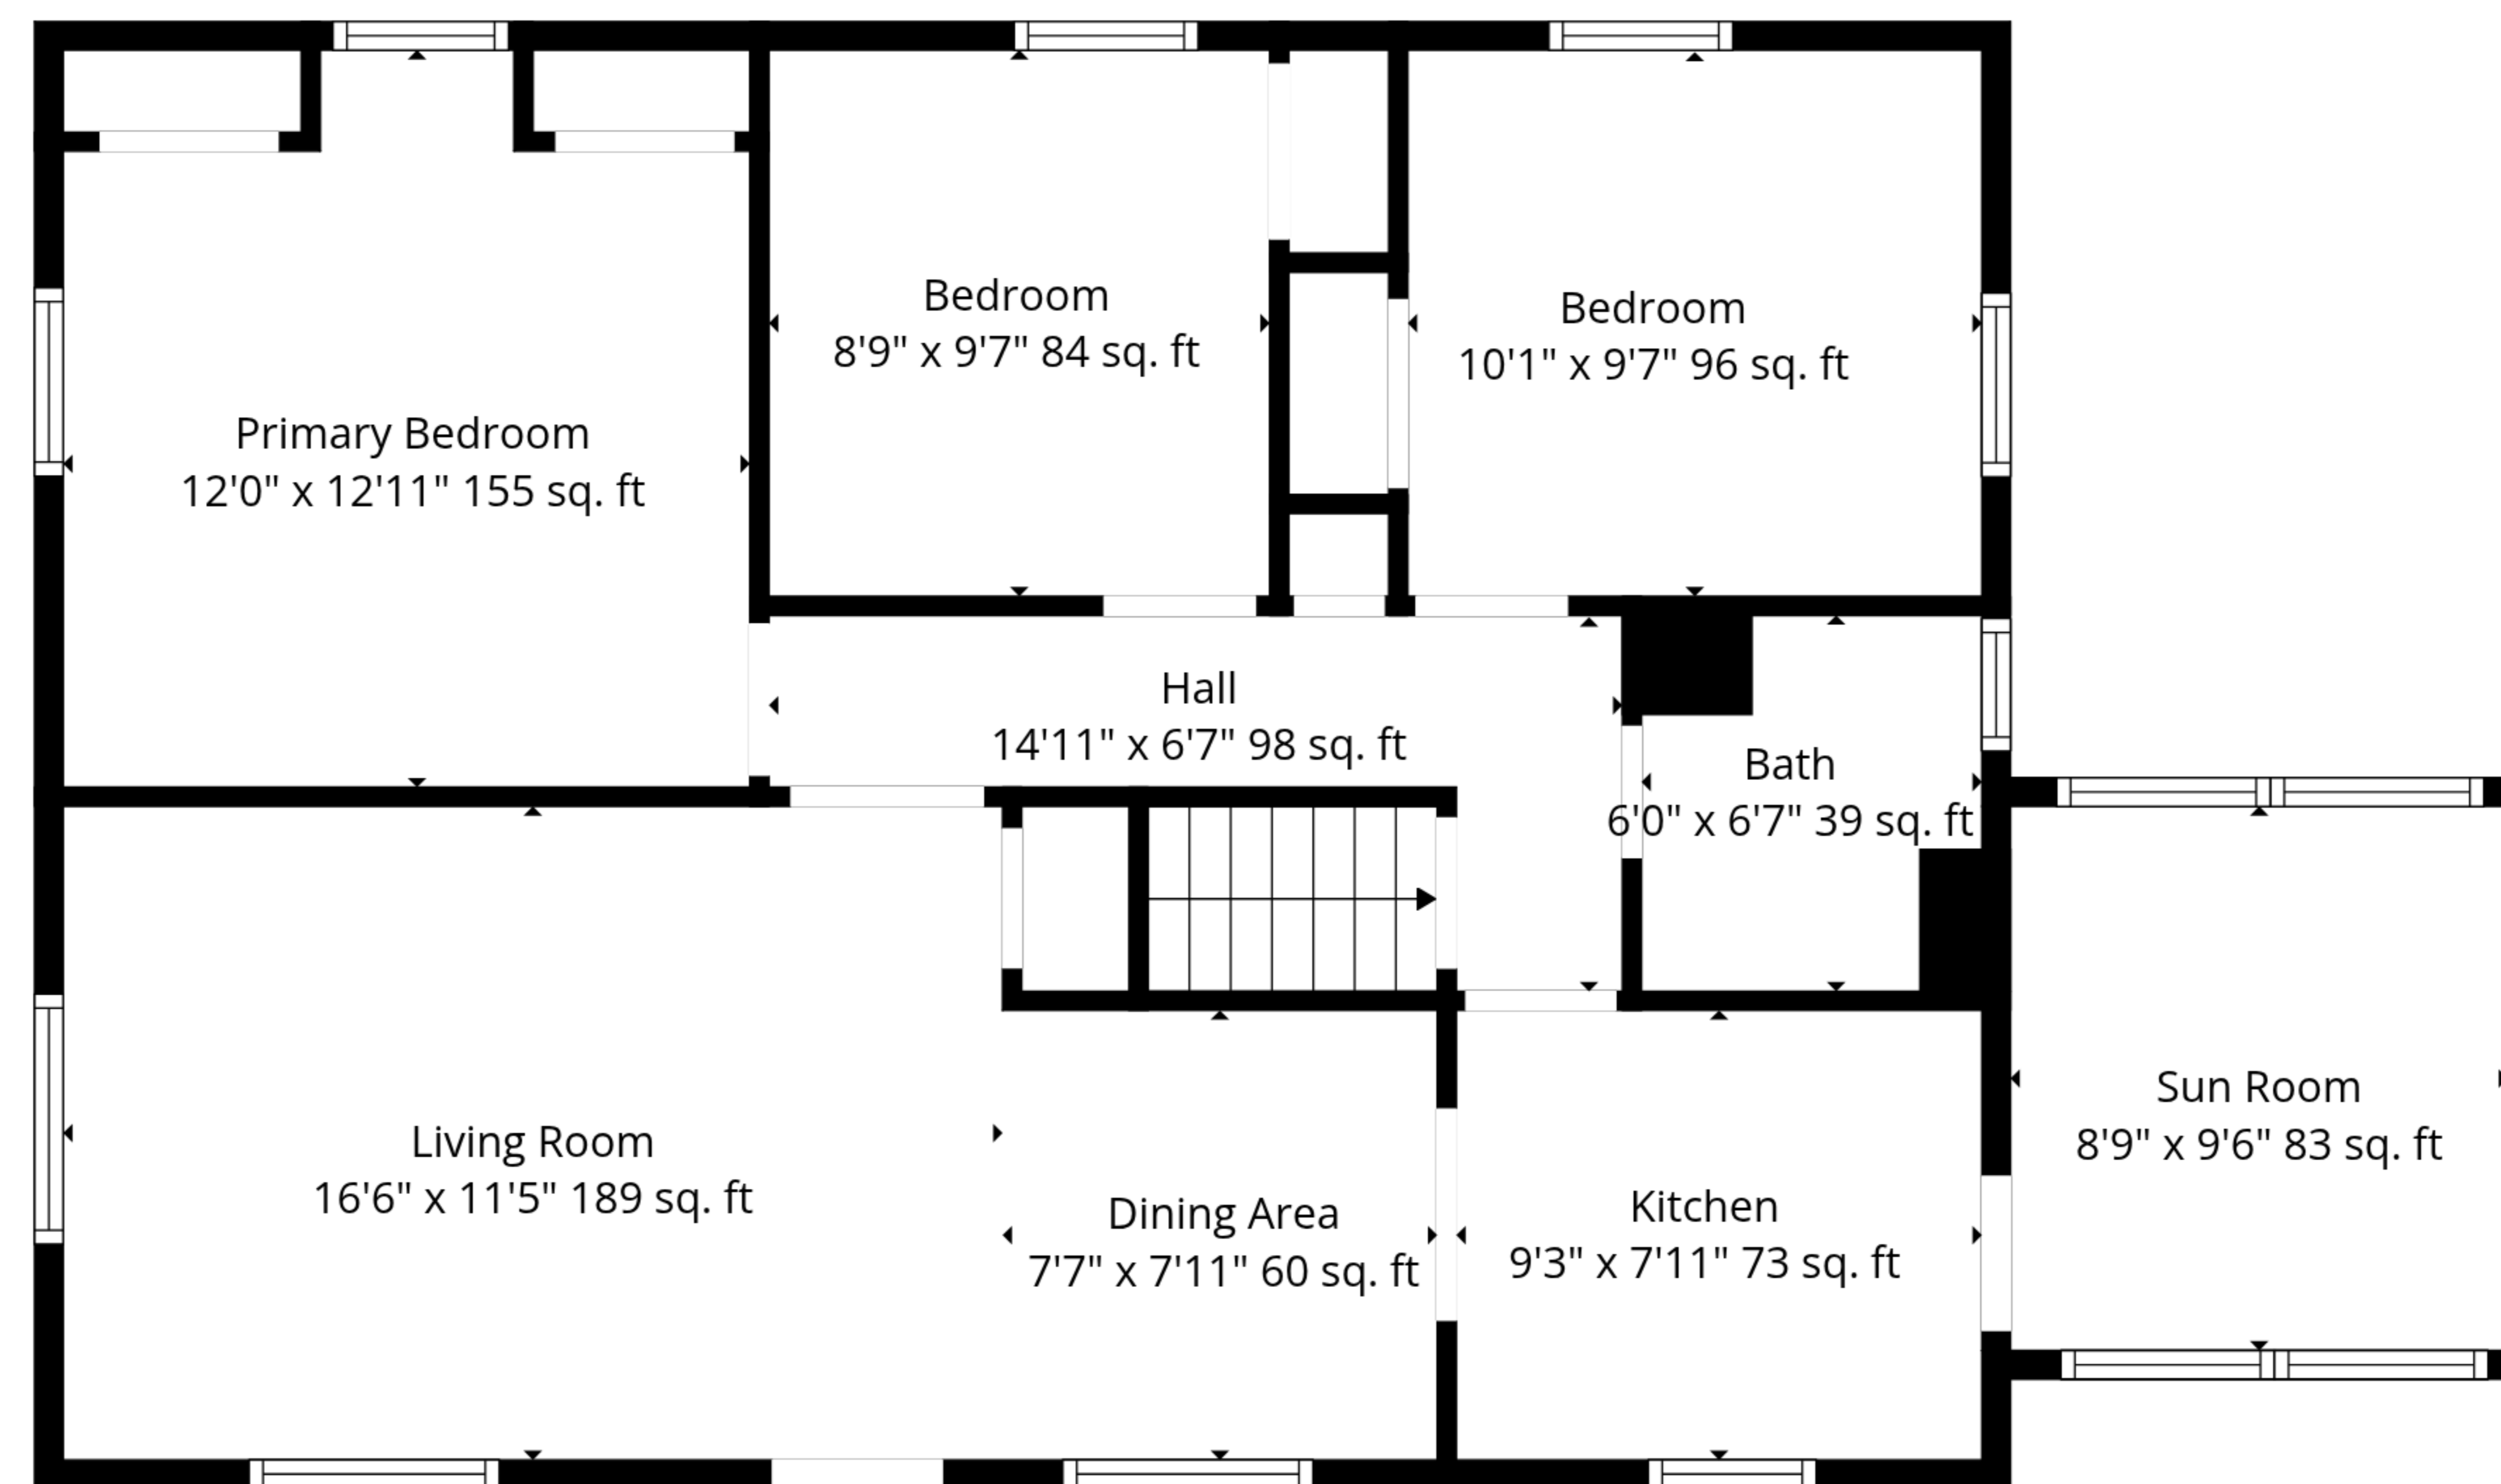 Bedroom
8'9" x 9'7" 84 sq. ft
Bedroom
10'1" x 9'7" 96 sq. ft
Primary Bedroom
12'0" x 12'11" 155 sq. ft
Hall
14'11" x 6'7" 98 sq. ft
Bath
6'0" x 6'7" 39 sq. ft
Living Room
16'6" x 11'5" 189 sq. ft
Dining Area
7'7" x 7'11" 60 sq. ft
Kitchen
9'3" x 7'11" 73 sq. ft
Sun Room
8'9" x 9'6" 83 sq. ft